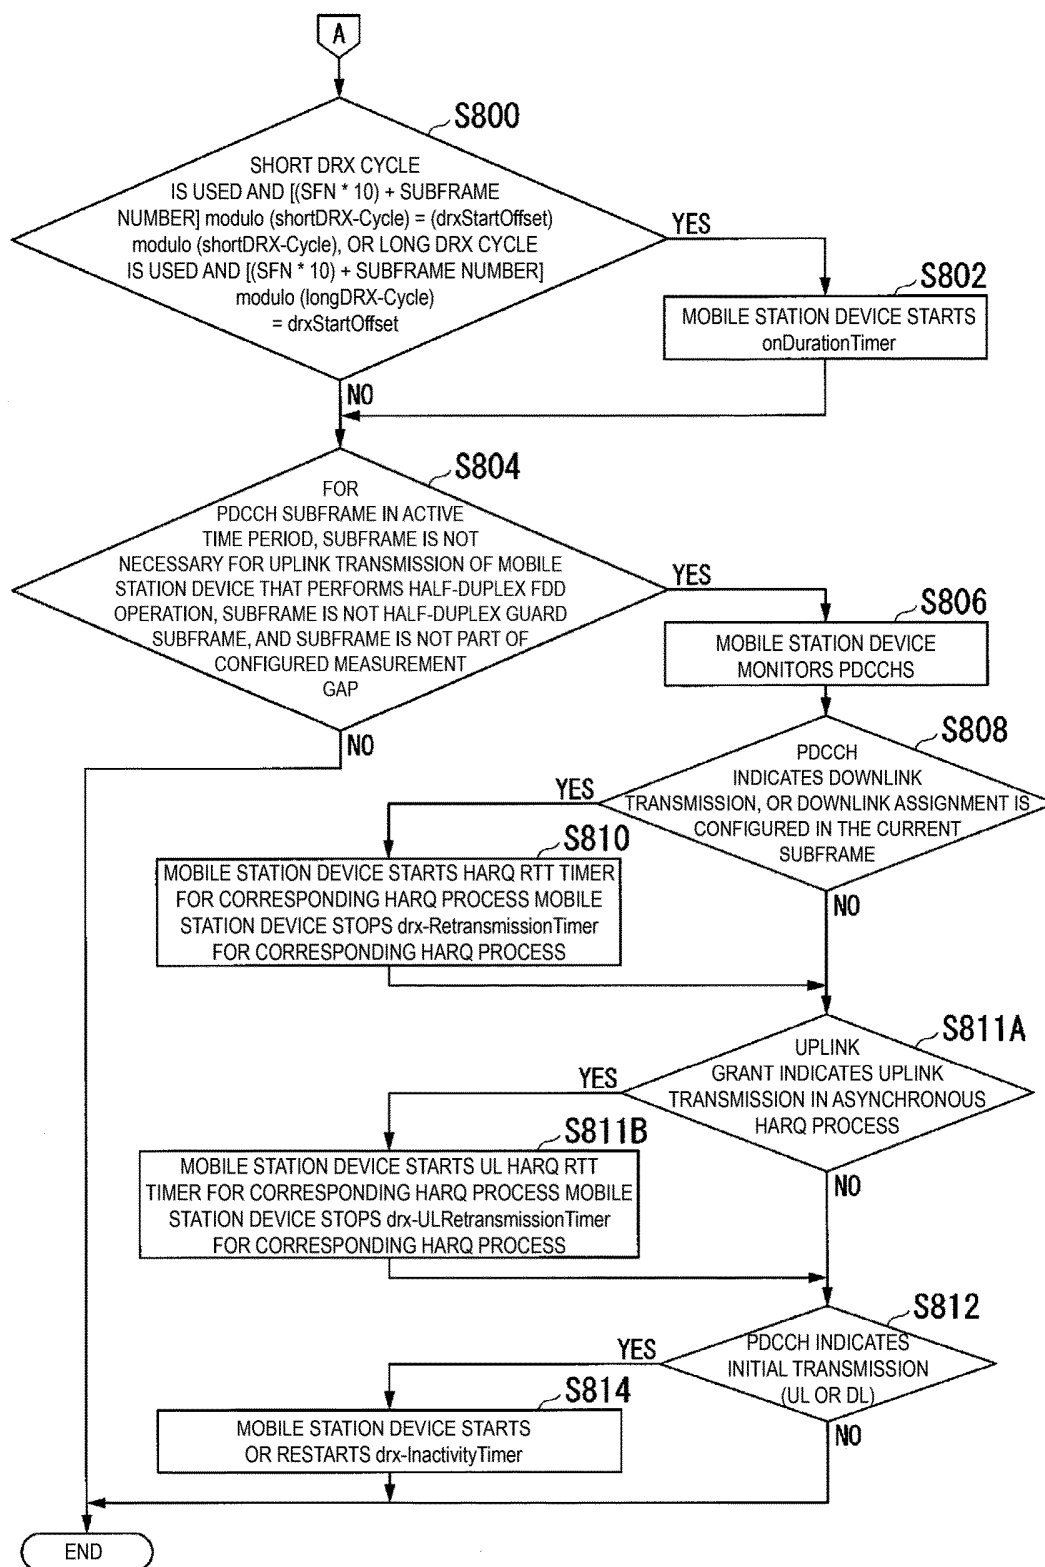 A
S800
SHORT DRX CYCLE
IS USED AND [(SFN * 10) + SUBFRAME
NUMBER] modulo (shortDRX-Cycle) = (drxStartOffset)
modulo (shortDRX-Cycle), OR LONG DRX CYCLE
IS USED AND [(SFN * 10) + SUBFRAME NUMBER]
modulo (longDRX-Cycle)
= drxStartOffset
YES
S802
MOBILE STATION DEVICE STARTS
onDurationTimer
NO
S804
FOR
PDCCH SUBFRAME IN ACTIVE
TIME PERIOD, SUBFRAME IS NOT
NECESSARY FOR UPLINK TRANSMISSION OF MOBILE
STATION DEVICE THAT PERFORMS HALF-DUPLEX FDD
OPERATION, SUBFRAME IS NOT HALF-DUPLEX GUARD
SUBFRAME, AND SUBFRAME IS NOT PART OF
CONFIGURED MEASUREMENT
GAP
YES
S806
MOBILE STATION DEVICE
MONITORS PDCCHS
NO
S808
PDCCH
INDICATES DOWNLINK
TRANSMISSION, OR DOWNLINK ASSIGNMENT IS
CONFIGURED IN THE CURRENT
SUBFRAME
YES
S810
MOBILE STATION DEVICE STARTS HARQ RTT TIMER
FOR CORRESPONDING HARQ PROCESS MOBILE
STATION DEVICE STOPS drx-RetransmissionTimer
FOR CORRESPONDING HARQ PROCESS
NO
S811A
UPLINK
GRANT INDICATES UPLINK
TRANSMISSION IN ASYNCHRONOUS
HARQ PROCESS
YES
S811B
MOBILE STATION DEVICE STARTS UL HARQ RTT
TIMER FOR CORRESPONDING HARQ PROCESS MOBILE
STATION DEVICE STOPS drx-ULRetransmissionTimer
FOR CORRESPONDING HARQ PROCESS
NO
S812
PDCCH INDICATES
INITIAL TRANSMISSION
(UL OR DL)
YES
S814
MOBILE STATION DEVICE STARTS
OR RESTARTS drx-InactivityTimer
NO
END